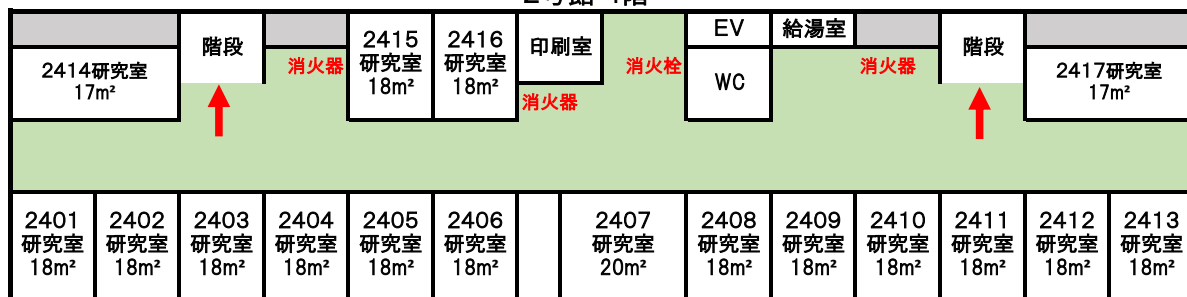 階段
2415
研究室
18m²
2416
研究室
18m²
印刷室
EV
給湯室
階段
2414研究室
17m²
消火器
消火栓
WC
消火器
2417研究室
17m²
消火器
2401
研究室
18m²
2402
研究室
18m²
2403
研究室
18m²
2404
研究室
18m²
2405
研究室
18m²
2406
研究室
18m²
2407
研究室
20m²
2408
研究室
18m²
2409
研究室
18m²
2410
研究室
18m²
2411
研究室
18m²
2412
研究室
18m²
2413
研究室
18m²